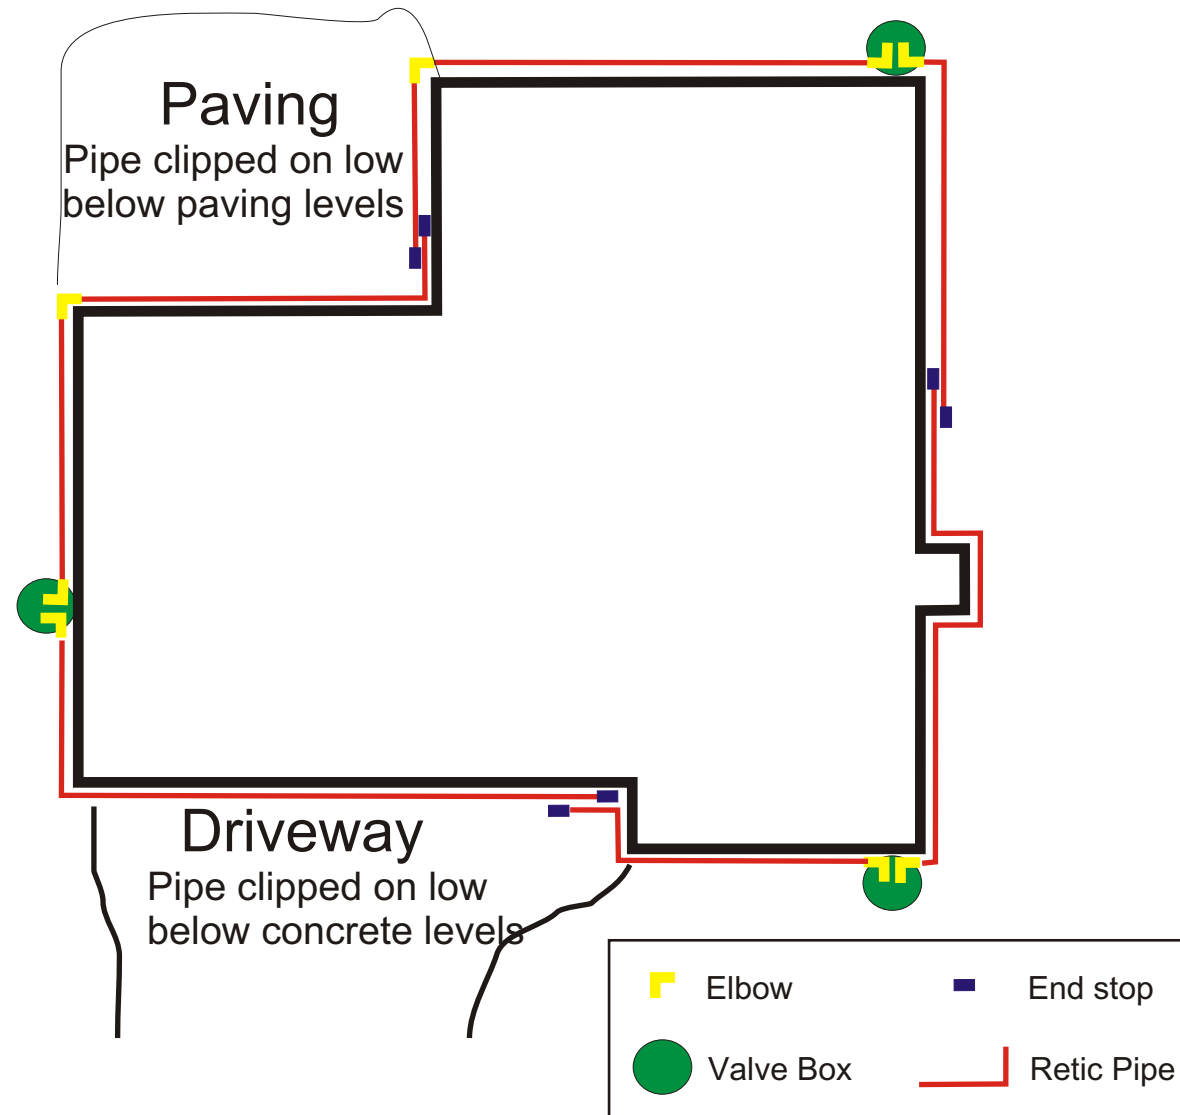 Paving
Pipe clipped on low
below paving levels
Driveway
Pipe clipped on low
below concrete levels
Elbow
End stop
Valve Box
Retic Pipe